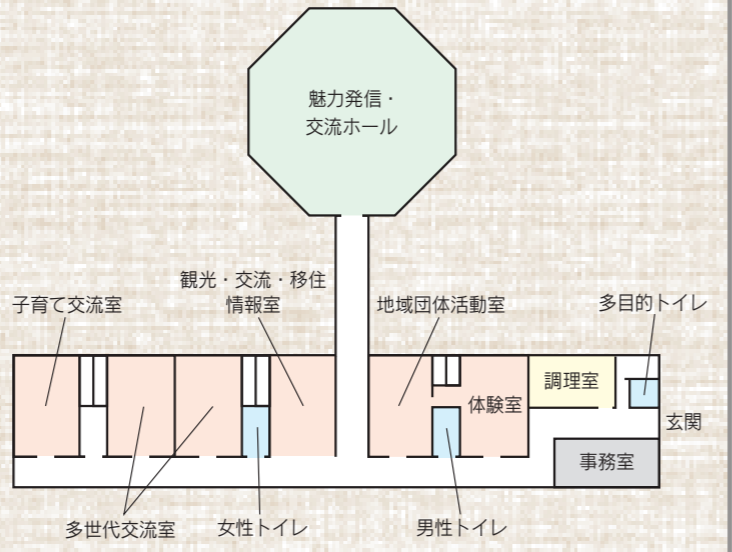 魅力発信・
交流ホール
観光・交流・移住
情報室
子育て交流室
地域団体活動室
多目的トイレ
調理室
体験室
玄関
事務室
多世代交流室
女性トイレ
男性トイレ